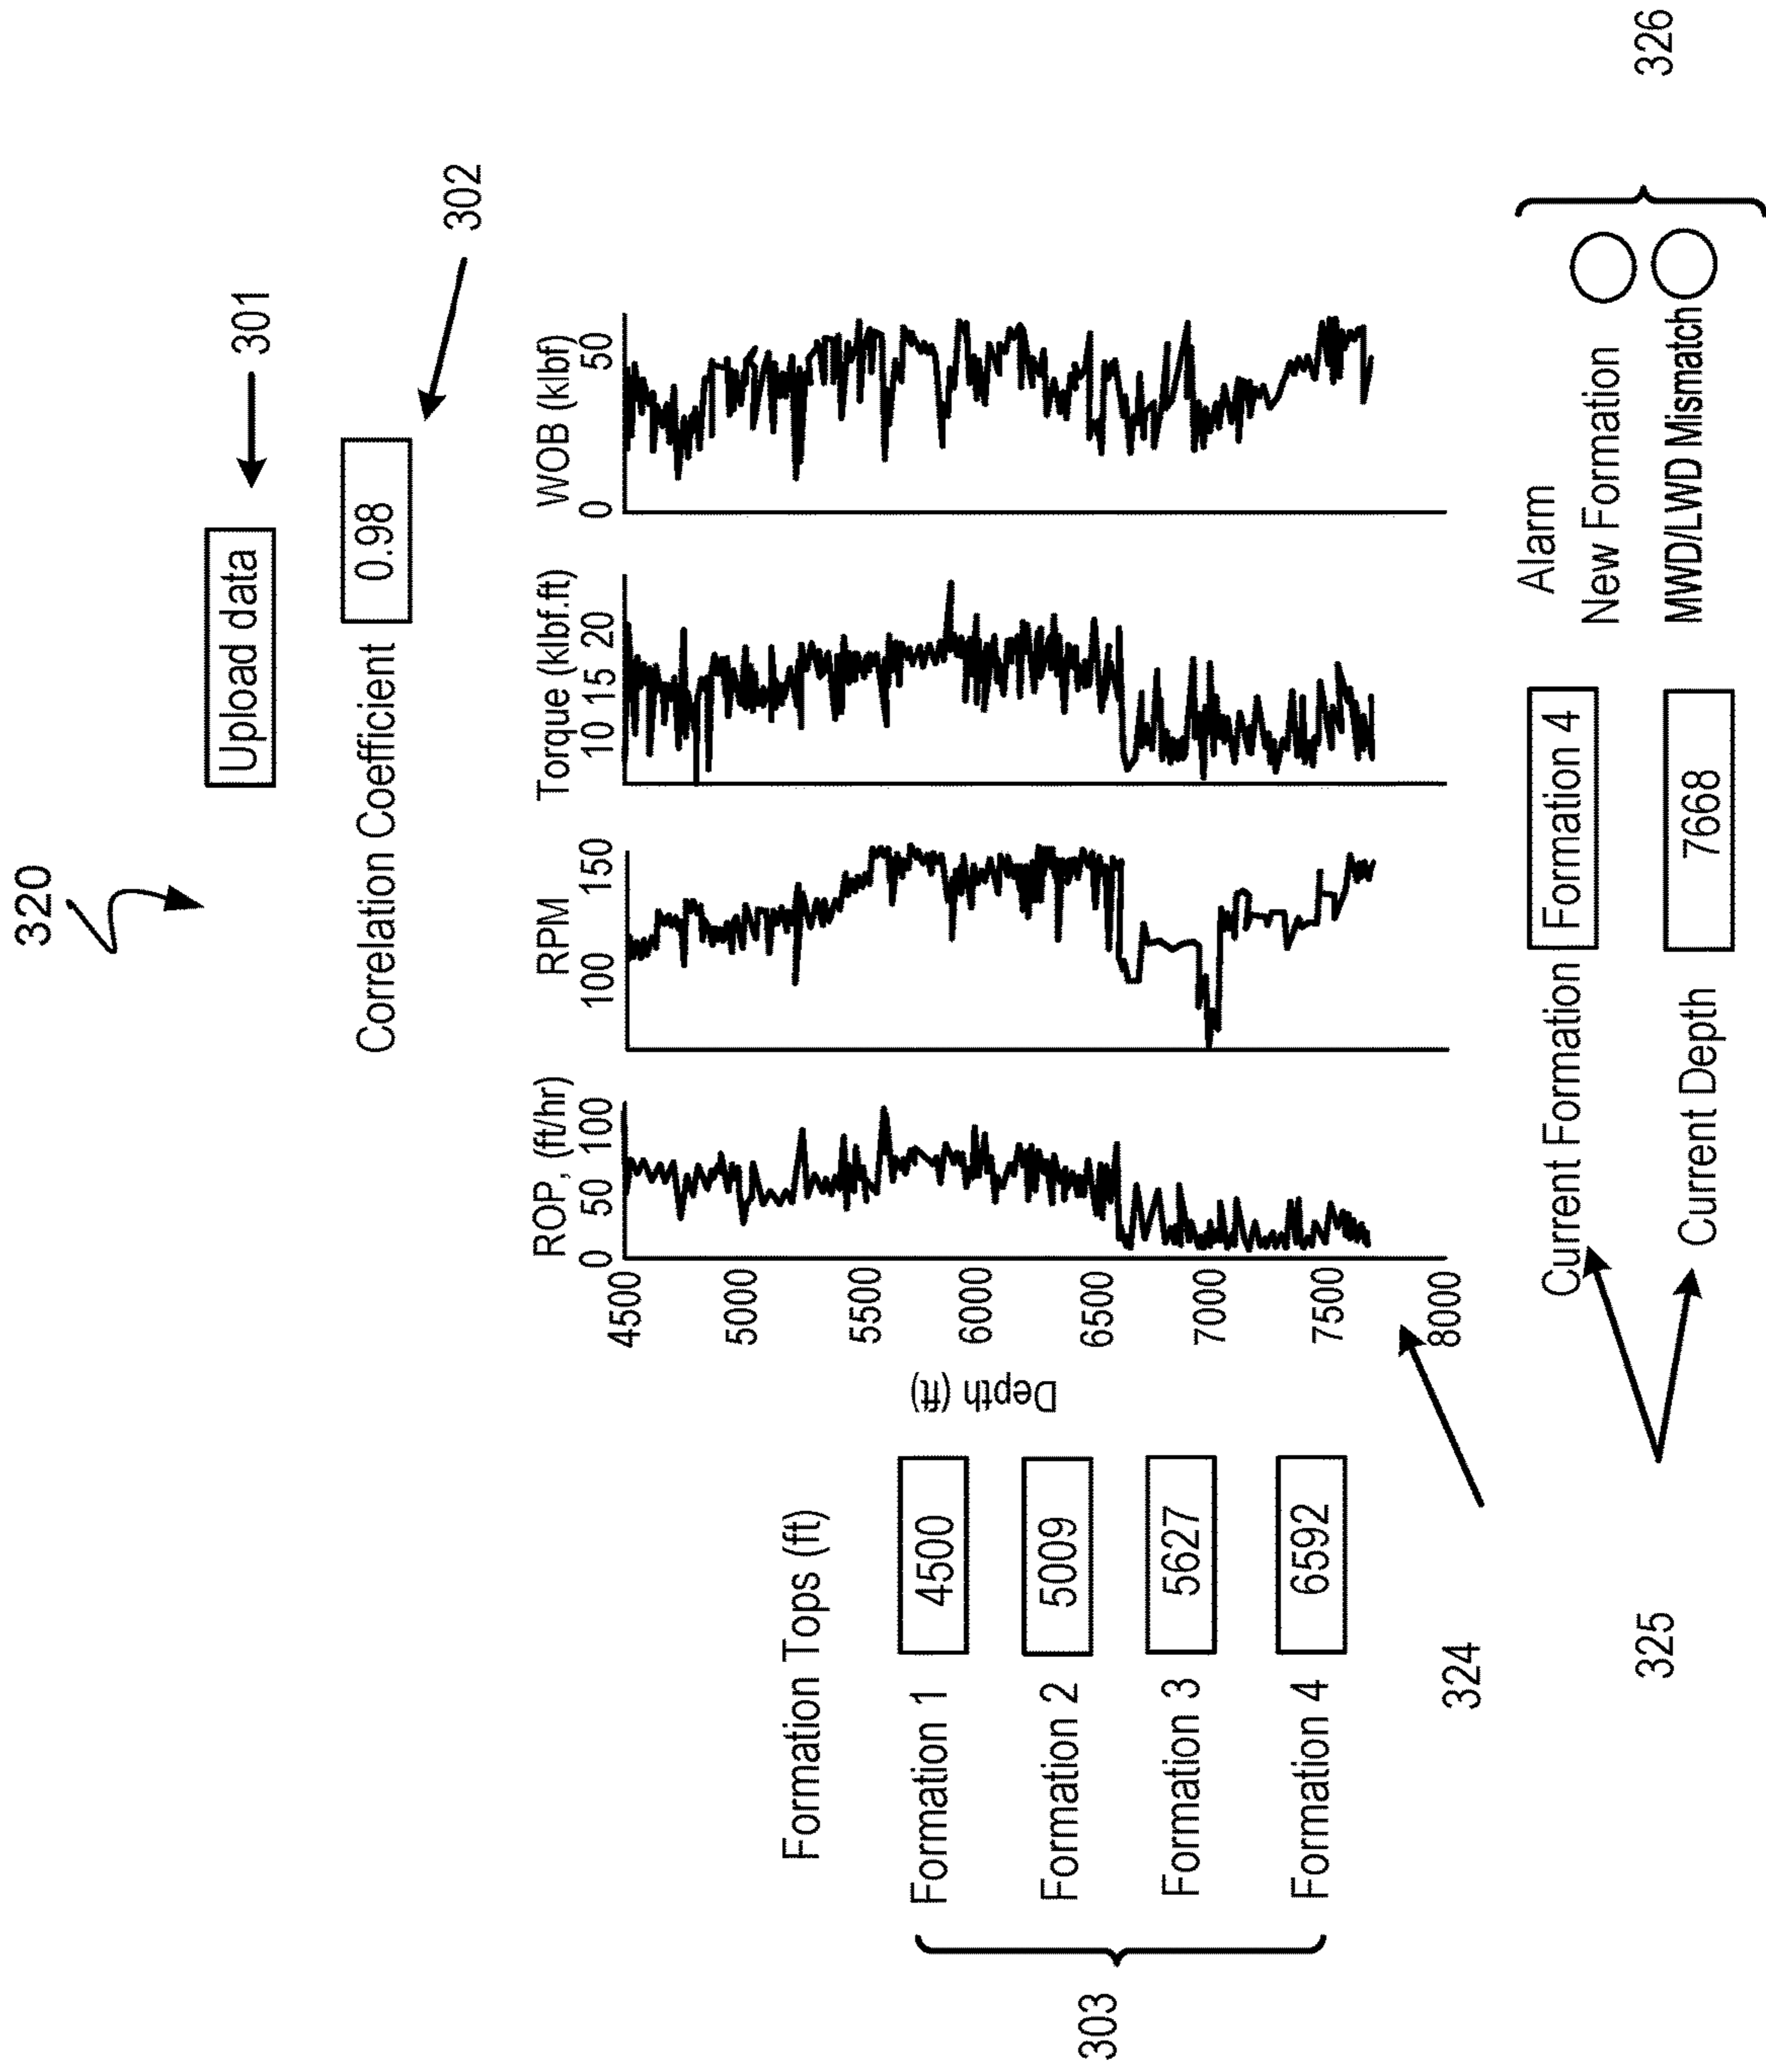 320
Upload data
301
Correlation Coefficient 0.98
302
Formation Tops (ft)
Formation 1 4500
Formation 2 5009
Formation 3 5627
Formation 4 6592
303
Depth (ft)
4500
5000
5500
6000
6500
7000
7500
8000
ROP, (ft/hr)
0 50 100
RPM
100 150
Torque (klbf.ft)
10 15 20
WOB (klbf)
0 50
324
325
Current Formation Formation 4
Current Depth 7668
Alarm
New Formation
MWD/LWD Mismatch
326